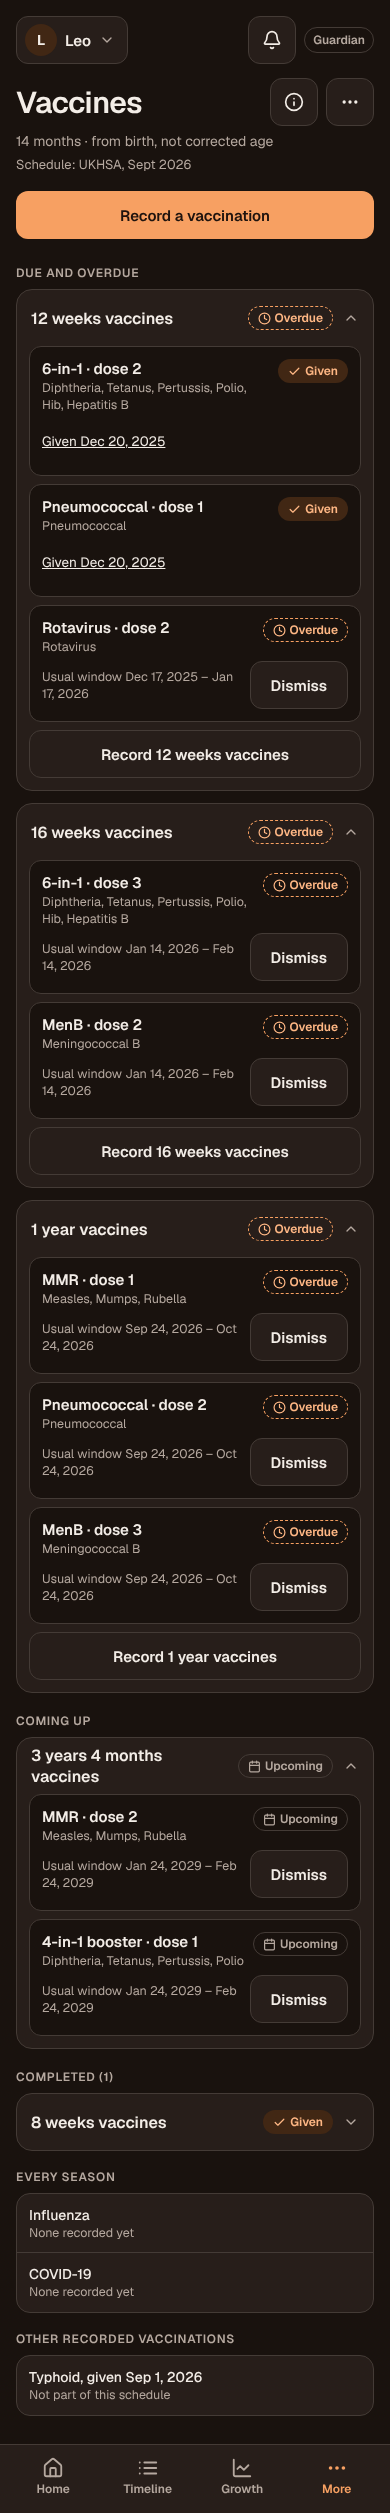 L Leo
Guardian
Vaccines
14 months · from birth, not corrected age
Schedule: UKHSA, Sept 2026
Record a vaccination
DUE AND OVERDUE
12 weeks vaccines
Overdue
6-in-1 · dose 2
Given
Diphtheria, Tetanus, Pertussis, Polio,
Hib, Hepatitis B
Given Dec 20, 2025
Pneumococcal · dose 1
Given
Pneumococcal
Given Dec 20, 2025
Rotavirus · dose 2
Overdue
Rotavirus
Usual window Dec 17, 2025 – Jan
17, 2026
Dismiss
Record 12 weeks vaccines
16 weeks vaccines
Overdue
6-in-1 · dose 3
Overdue
Diphtheria, Tetanus, Pertussis, Polio,
Hib, Hepatitis B
Usual window Jan 14, 2026 – Feb
14, 2026
Dismiss
MenB · dose 2
Overdue
Meningococcal B
Usual window Jan 14, 2026 – Feb
14, 2026
Dismiss
Record 16 weeks vaccines
1 year vaccines
Overdue
MMR · dose 1
Overdue
Measles, Mumps, Rubella
Usual window Sep 24, 2026 – Oct
24, 2026
Dismiss
Pneumococcal · dose 2
Overdue
Pneumococcal
Usual window Sep 24, 2026 – Oct
24, 2026
Dismiss
MenB · dose 3
Overdue
Meningococcal B
Usual window Sep 24, 2026 – Oct
24, 2026
Dismiss
Record 1 year vaccines
COMING UP
3 years 4 months
vaccines
Upcoming
MMR · dose 2
Upcoming
Measles, Mumps, Rubella
Usual window Jan 24, 2029 – Feb
24, 2029
Dismiss
4-in-1 booster · dose 1
Upcoming
Diphtheria, Tetanus, Pertussis, Polio
Usual window Jan 24, 2029 – Feb
24, 2029
Dismiss
COMPLETED (1)
8 weeks vaccines
Given
EVERY SEASON
Influenza
None recorded yet
COVID-19
None recorded yet
OTHER RECORDED VACCINATIONS
Typhoid, given Sep 1, 2026
Not part of this schedule
Home
Timeline
Growth
More